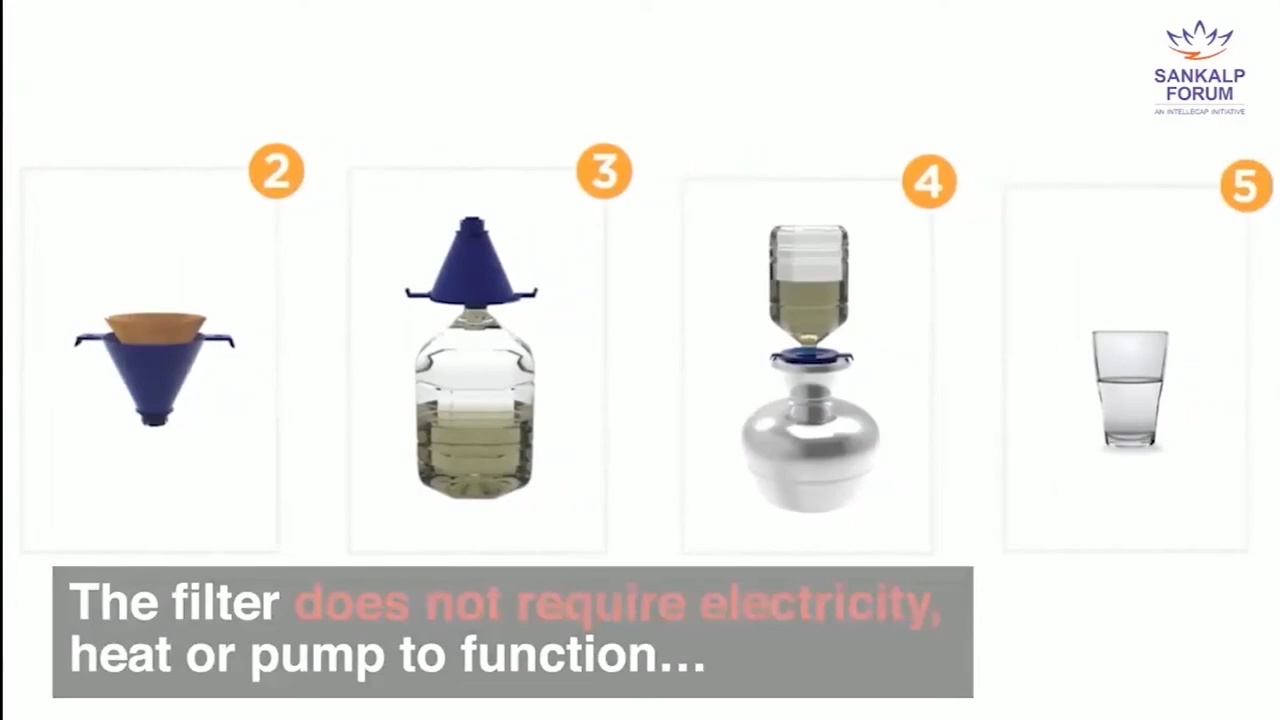 SANKALP
FORUM
AN INTELLECAP INITIATIVE
2
3
4
5
The filter does not require electricity,
heat or pump to function...